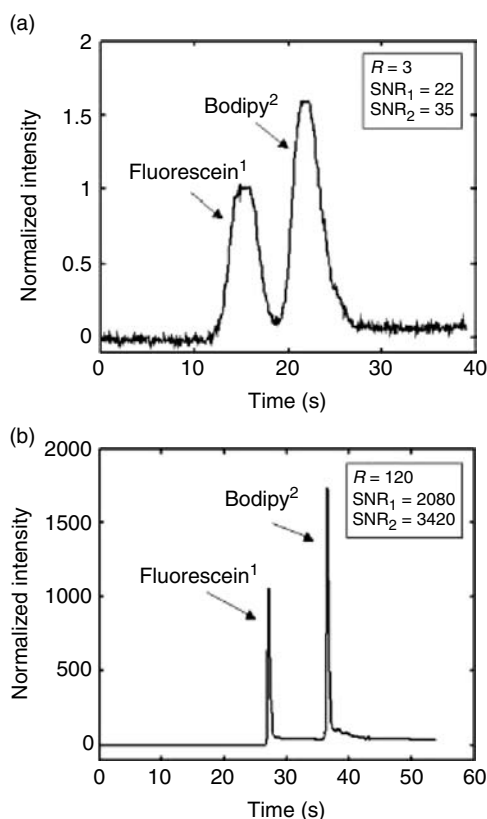 (a)
2
1.5
1
0.5
0
Normalized intensity
R = 3
SNR₁ = 22
SNR₂ = 35
Bodipy²
Fluorescein¹
0 10 20 30 40
Time (s)
(b)
2000
1500
1000
500
0
Normalized intensity
R = 120
SNR₁ = 2080
SNR₂ = 3420
Bodipy²
Fluorescein¹
0 10 20 30 40 50 60
Time (s)